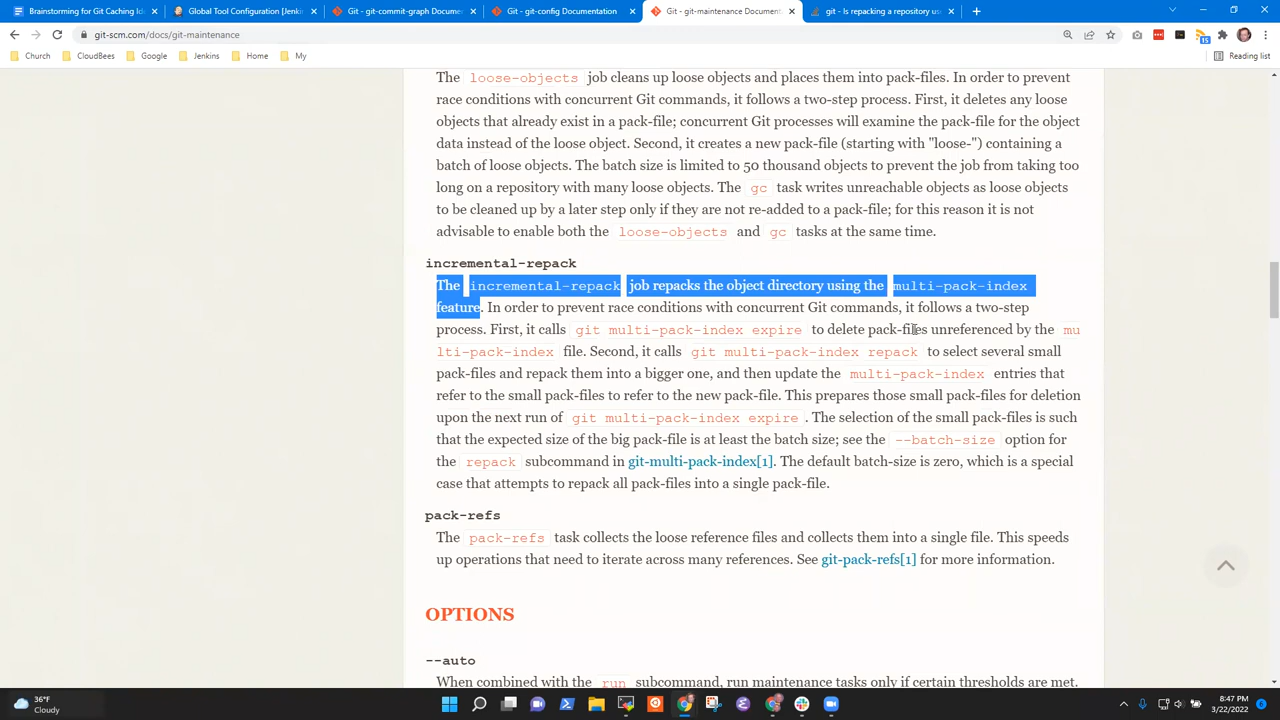 Brainstorming for Git Caching Ide
Global Tool Configuration [Jenki
Git - git-commit-graph Documen
Git - git-config Documentation
Git - git-maintenance Document
git - Is repacking a repository us
git-scm.com/docs/git-maintenance
15
Church
CloudBees
Google
Jenkins
Home
My
Reading list
The loose-objects job cleans up loose objects and places them into pack-files. In order to prevent
race conditions with concurrent Git commands, it follows a two-step process. First, it deletes any loose
objects that already exist in a pack-file; concurrent Git processes will examine the pack-file for the object
data instead of the loose object. Second, it creates a new pack-file (starting with "loose-") containing a
batch of loose objects. The batch size is limited to 50 thousand objects to prevent the job from taking too
long on a repository with many loose objects. The gc task writes unreachable objects as loose objects
to be cleaned up by a later step only if they are not re-added to a pack-file; for this reason it is not
advisable to enable both the loose-objects and gc tasks at the same time.
incremental-repack
The incremental-repack job repacks the object directory using the multi-pack-index
feature. In order to prevent race conditions with concurrent Git commands, it follows a two-step
process. First, it calls git multi-pack-index expire to delete pack-files unreferenced by the mu
lti-pack-index file. Second, it calls git multi-pack-index repack to select several small
pack-files and repack them into a bigger one, and then update the multi-pack-index entries that
refer to the small pack-files to refer to the new pack-file. This prepares those small pack-files for deletion
upon the next run of git multi-pack-index expire. The selection of the small pack-files is such
that the expected size of the big pack-file is at least the batch size; see the --batch-size option for
the repack subcommand in git-multi-pack-index[1]. The default batch-size is zero, which is a special
case that attempts to repack all pack-files into a single pack-file.
pack-refs
The pack-refs task collects the loose reference files and collects them into a single file. This speeds
up operations that need to iterate across many references. See git-pack-refs[1] for more information.
OPTIONS
--auto
When combined with the run subcommand, run maintenance tasks only if certain thresholds are met.
36°F
Cloudy
8:47 PM
3/22/2022